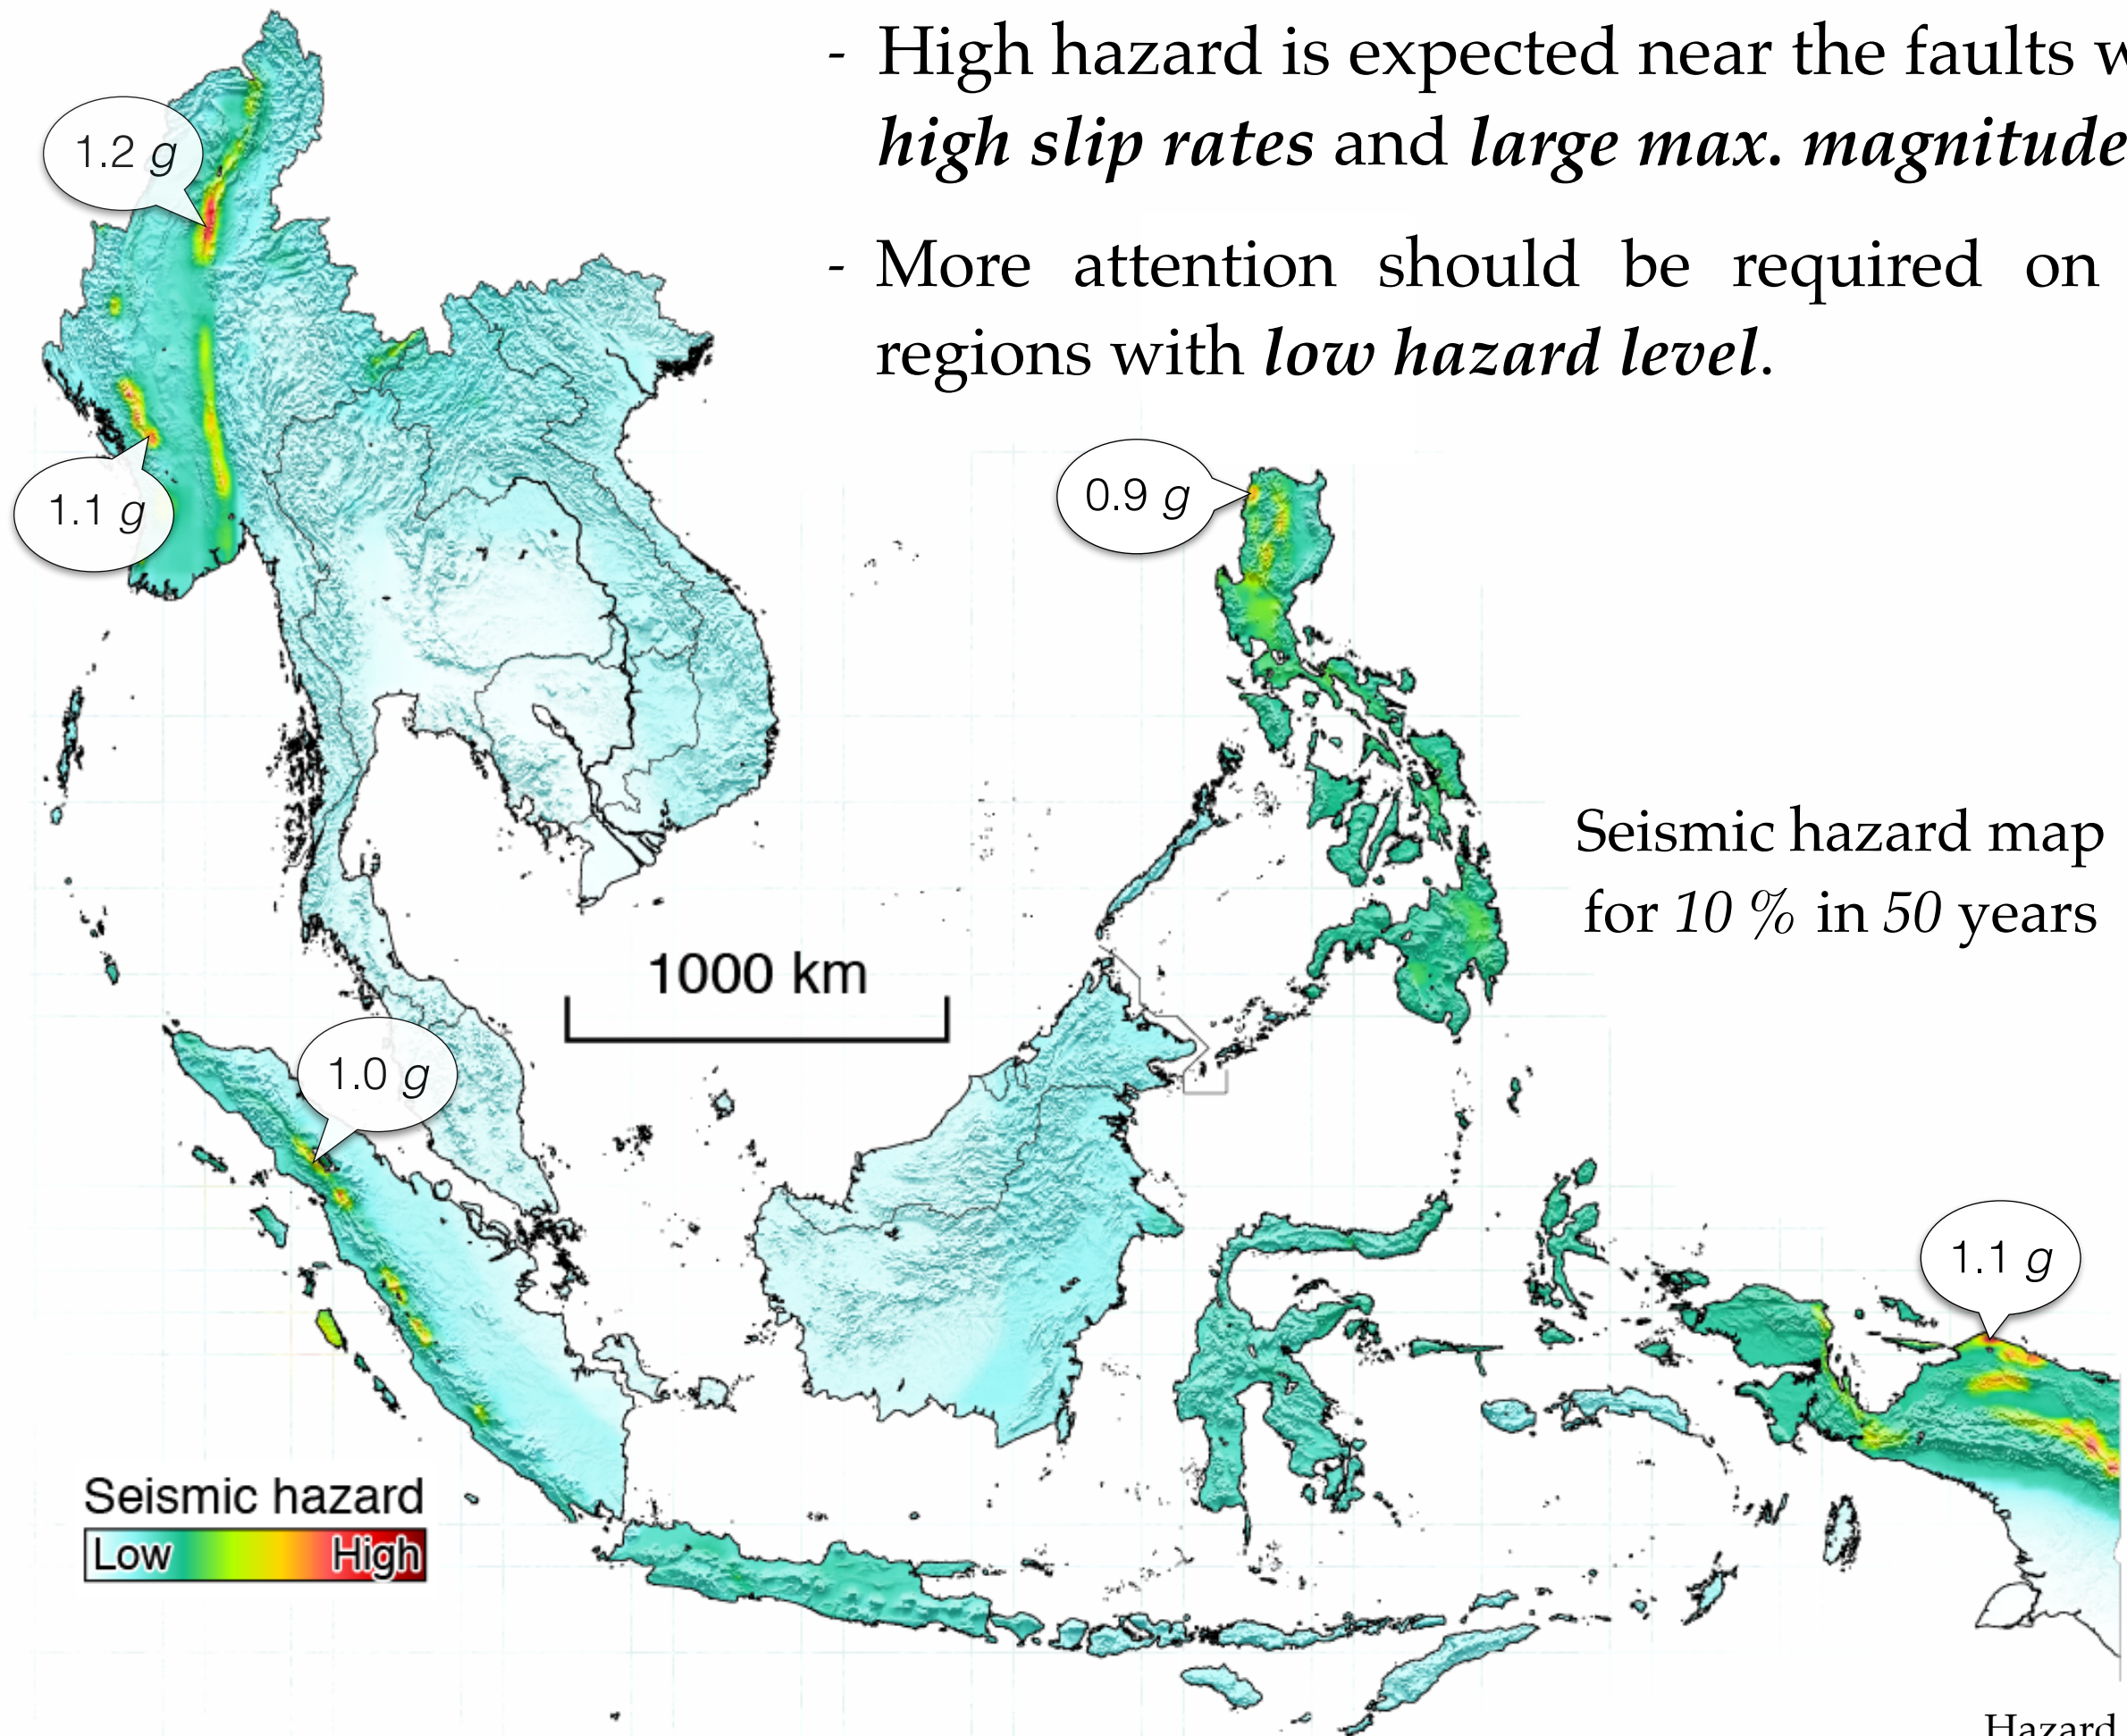 - High hazard is expected near the faults
high slip rates and large max. magnitude
- More attention should be required on
regions with low hazard level.
1.2 g
1.1 g
0.9 g
Seismic hazard map
for 10 % in 50 years
1000 km
1.0 g
1.1 g
Seismic hazard
Low High
Hazard